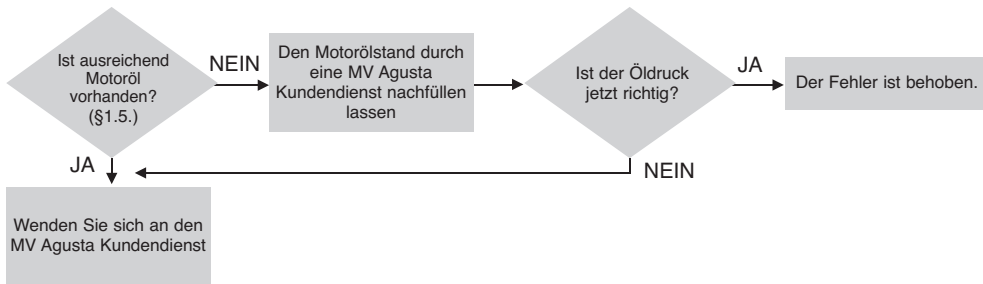 Ist ausreichend
Motoröl
vorhanden?
(§1.5.)
NEIN
Den Motorölstand durch
eine MV Agusta
Kundendienst nachfüllen
lassen
Ist der Öldruck
jetzt richtig?
JA
Der Fehler ist behoben.
JA
NEIN
Wenden Sie sich an den
MV Agusta Kundendienst